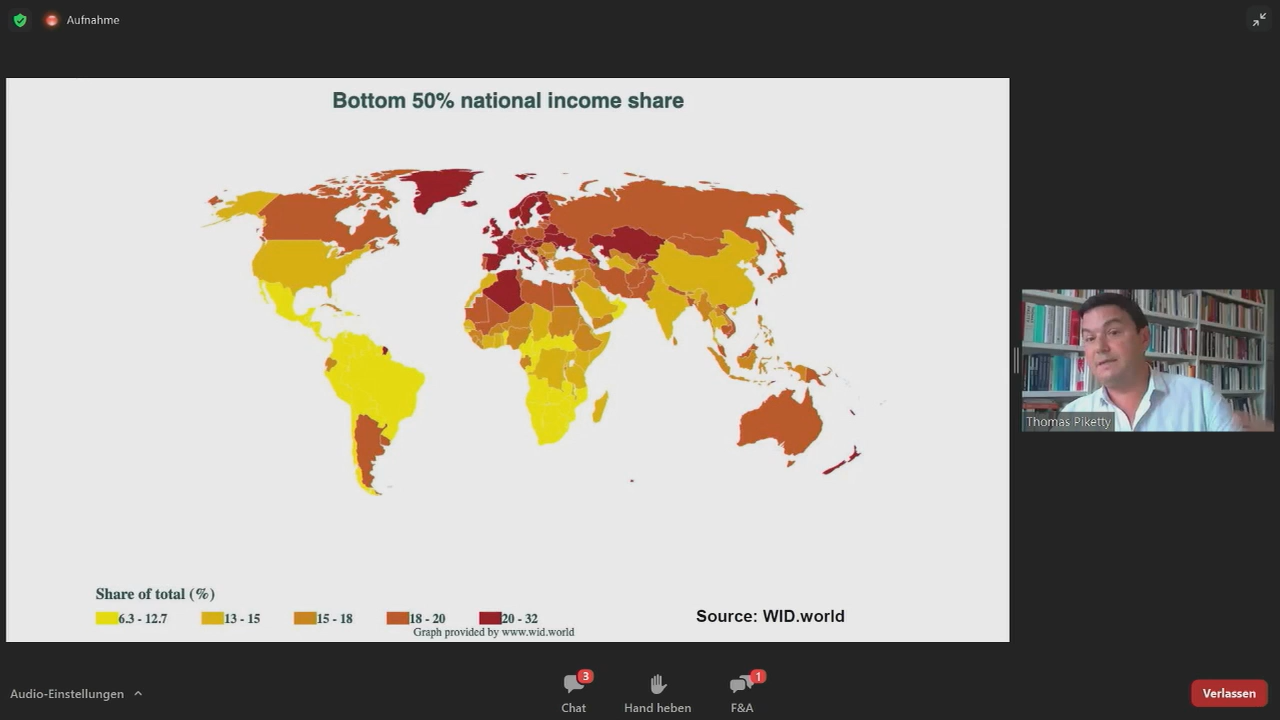 Aufnahme
Bottom 50% national income share
Thomas Piketty
Share of total (%)
6.3 - 12.7 13 - 15 15 - 18 18 - 20 20 - 32
Graph provided by www.wid.world
Source: WID.world
Audio-Einstellungen
3
Chat
Hand heben
1
F&A
Verlassen